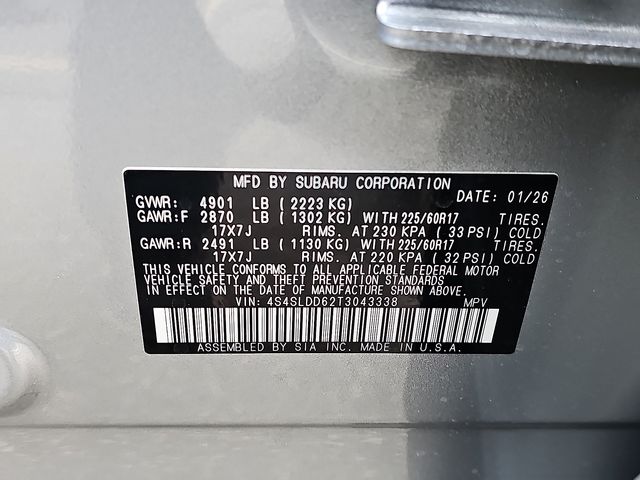 MFD BY SUBARU CORPORATION
GVWR: 4901 LB ( 2223 KG) DATE: 01/26
GAWR:F 2870 LB ( 1302 KG) WITH 225/60R17 TIRES.
17X7J RIMS. AT 230 KPA ( 33 PSI) COLD
GAWR:R 2491 LB ( 1130 KG) WITH 225/60R17 TIRES.
17X7J RIMS. AT 220 KPA ( 32 PSI) COLD
THIS VEHICLE CONFORMS TO ALL APPLICABLE FEDERAL MOTOR
VEHICLE SAFETY AND THEFT PREVENTION STANDARDS
IN EFFECT ON THE DATE OF MANUFACTURE SHOWN ABOVE.
VIN: 4S4SLDD62T3043338 MPV
ASSEMBLED BY SIA INC. MADE IN U.S.A.